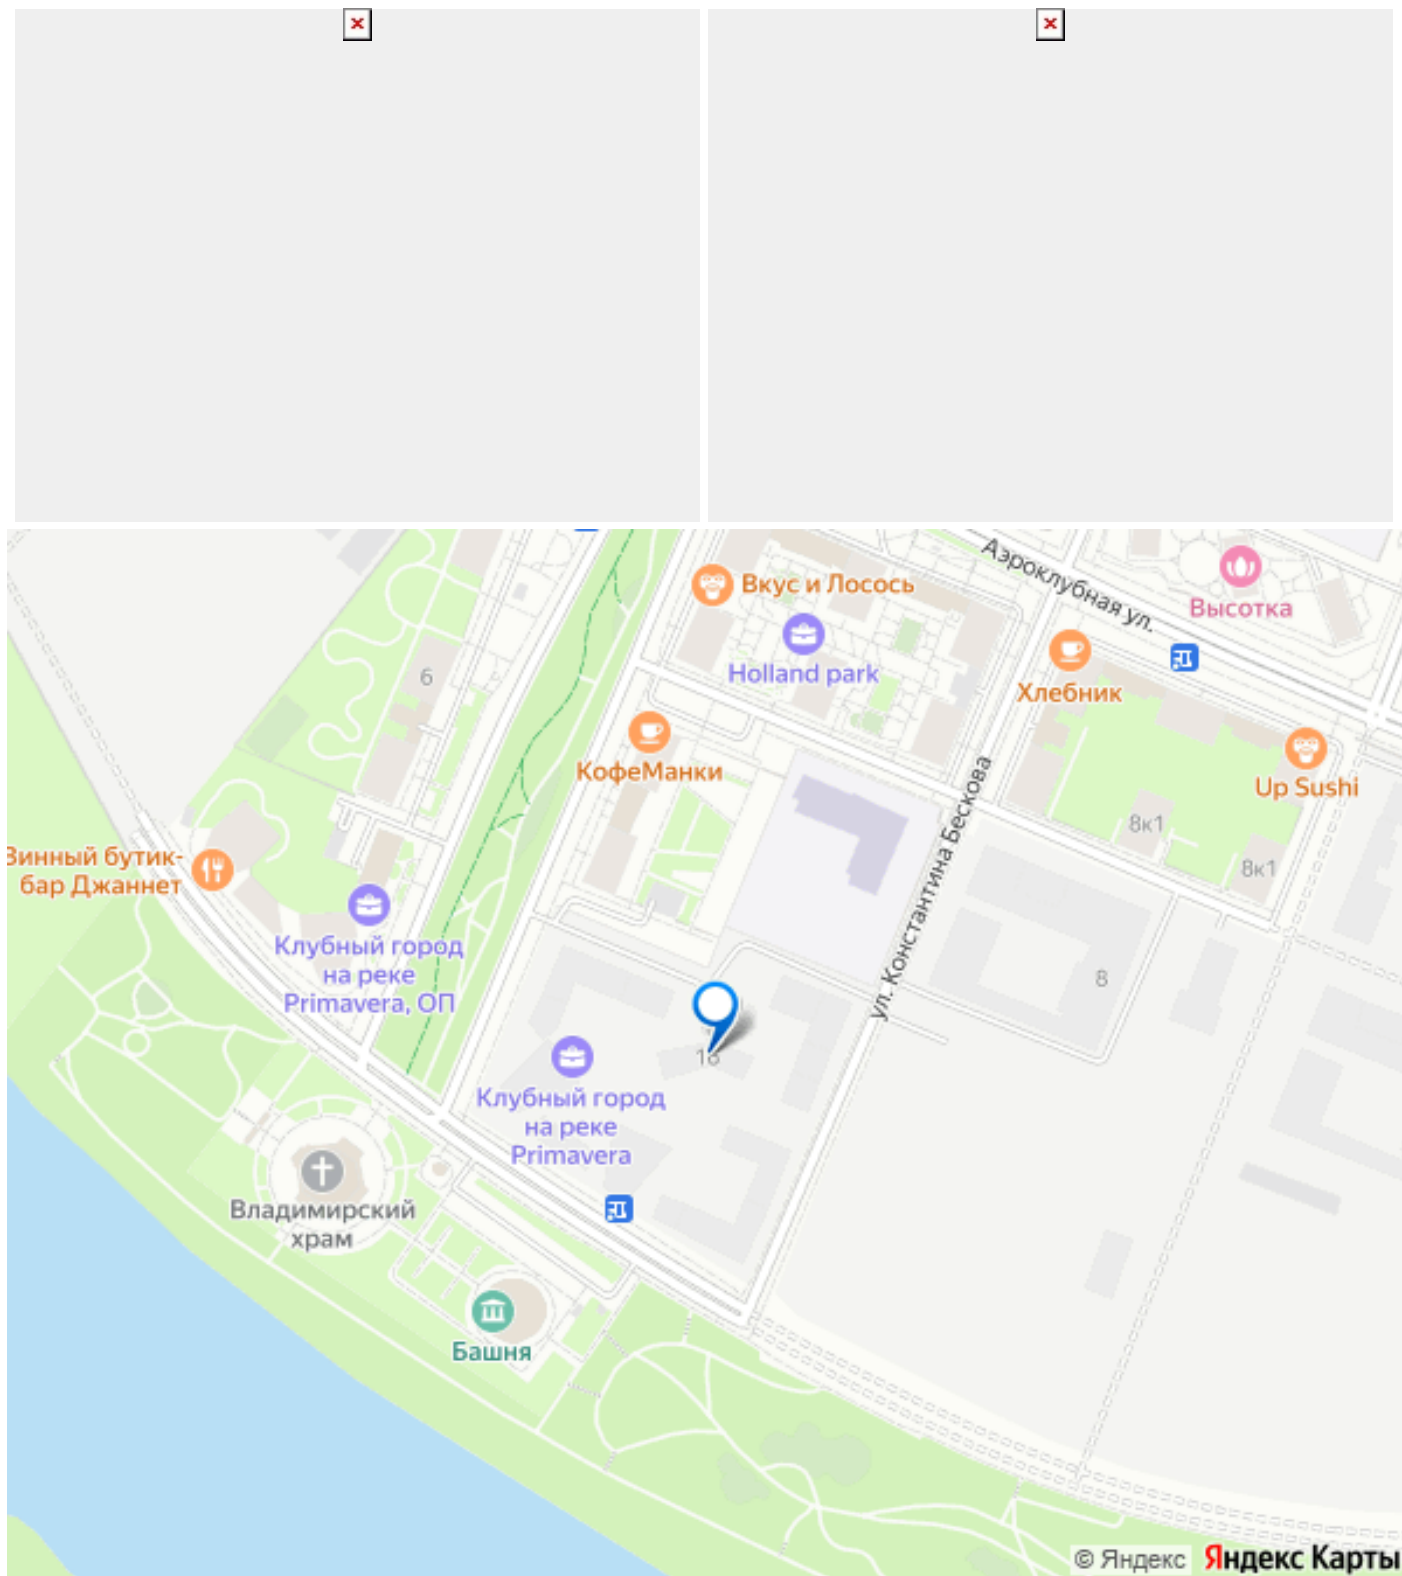 Аэроклубная ул.
Вкус и Лосось
Высотка
Holland park
6
Хлебник
КофеМанки
Up Sushi
ул. Константина Бескова
8к1
Винный бутик-
бар Джаннет
8к1
Клубный город
на реке
Primavera, ОП
8
Клубный город
на реке
Primavera
Владимирский
храм
Башня
© Яндекс Яндекс Карты